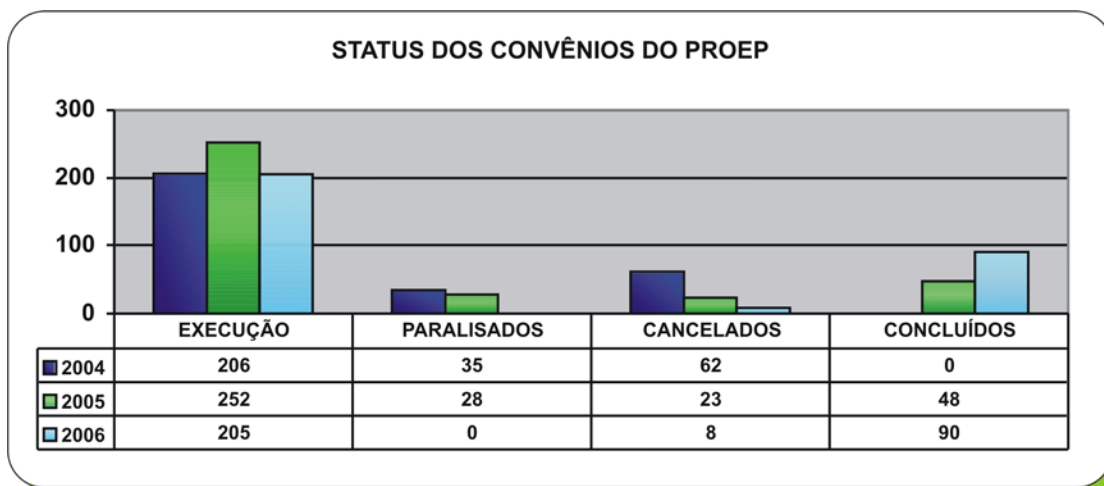 STATUS DOS CONVÊNIOS DO PROEP
300
200
100
0
EXECUÇÃO PARALISADOS CANCELADOS CONCLUÍDOS
2004 206 35 62 0
2005 252 28 23 48
2006 205 0 8 90